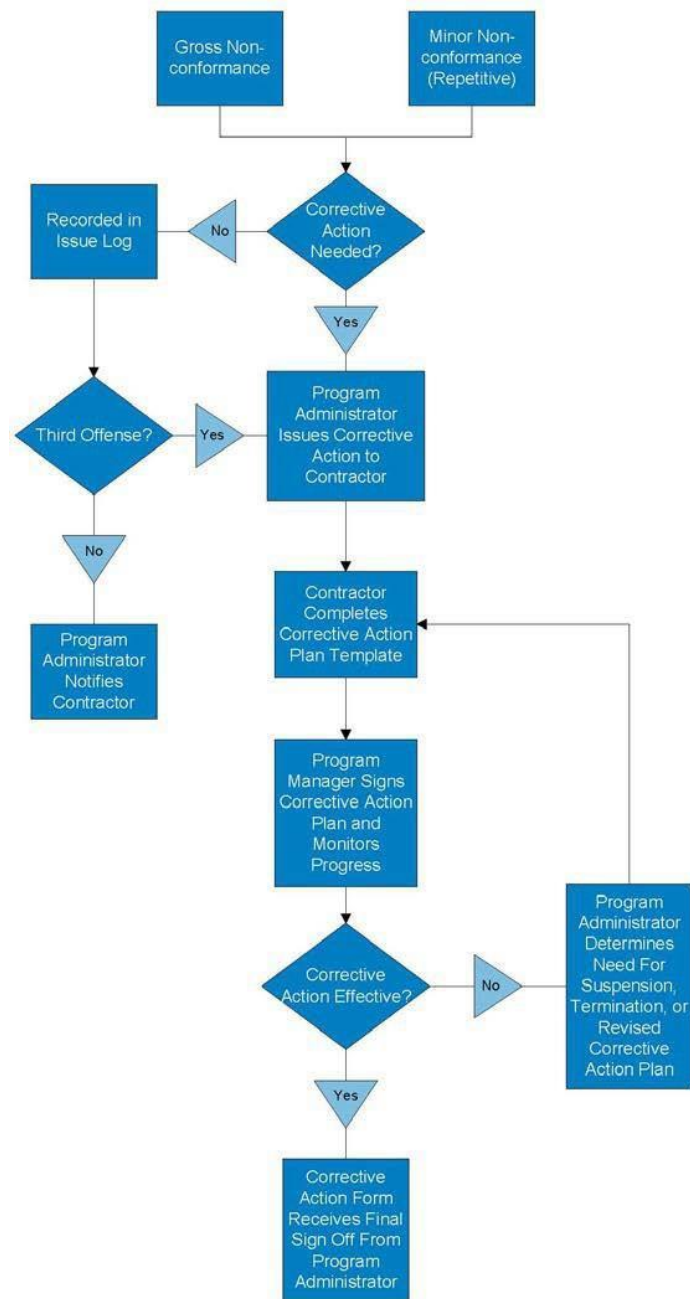 Gross Non-
conformance
Minor Non-
conformance
(Repetitive)
Recorded in
Issue Log
No
Corrective
Action
Needed?
Yes
Third Offense?
Yes
Program
Administrator
Issues Corrective
Action to
Contractor
No
Program
Administrator
Notifies
Contractor
Contractor
Completes
Corrective Action
Plan Template
Program
Manager Signs
Corrective Action
Plan and
Monitors
Progress
Corrective
Action Effective?
No
Program
Administrator
Determines
Need For
Suspension,
Termination, or
Revised
Corrective
Action Plan
Yes
Corrective
Action Form
Receives Final
Sign Off From
Program
Administrator